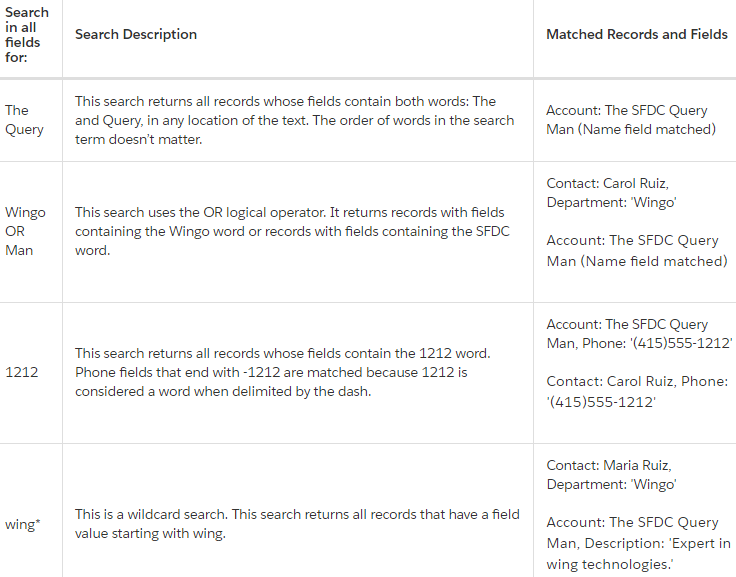 Search
in all
fields
for:
Search Description
Matched Records and Fields
The
Query
This search returns all records whose fields contain both words: The
and Query, in any location of the text. The order of words in the search
term doesn't matter.
Account: The SFDC Query
Man (Name field matched)
Wingo
OR
Man
This search uses the OR logical operator. It returns records with fields
containing the Wingo word or records with fields containing the SFDC
word.
Contact: Carol Ruiz,
Department: 'Wingo'
Account: The SFDC Query
Man (Name field matched)
1212
This search returns all records whose fields contain the 1212 word.
Phone fields that end with -1212 are matched because 1212 is
considered a word when delimited by the dash.
Account: The SFDC Query
Man, Phone: '(415)555-1212'
Contact: Carol Ruiz, Phone:
'(415)555-1212'
wing*
This is a wildcard search. This search returns all records that have a field
value starting with wing.
Contact: Maria Ruiz,
Department: 'Wingo'
Account: The SFDC Query
Man, Description: 'Expert in
wing technologies.'